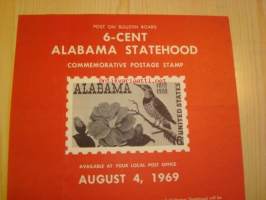 POST ON BULLETIN BOARD
6-CENT
ALABAMA STATEHOOD
COMMEMORATIVE POSTAGE STAMP
ALABAMA
1819
1969
UNITED STATES
AVAILABLE AT YOUR LOCAL POST OFFICE
AUGUST 4, 1969